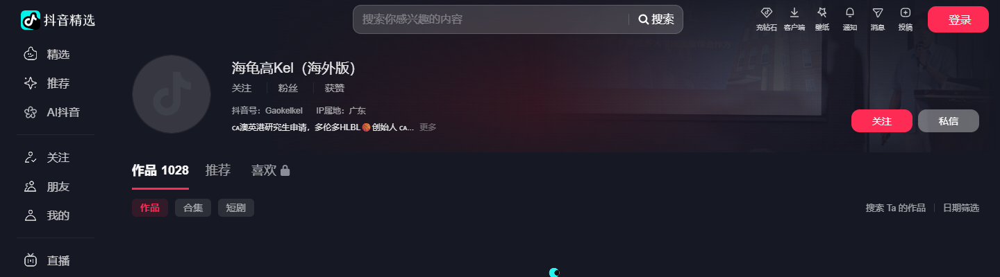 抖音精选
搜索你感兴趣的内容
搜索
充钻石 客户端 壁纸 通知 消息 投稿
登录
精选
推荐
AI抖音
关注
朋友
我的
直播
海龟高Kel（海外版）
关注 粉丝 获赞
抖音号：Gaokelkel IP属地：广东
🇨🇦澳英港研究生申请，多伦多HLBL🏀创始人 🇨🇦... 更多
关注 私信
作品 1028 推荐 喜欢
作品 合集 短剧
搜索 Ta 的作品 日期筛选